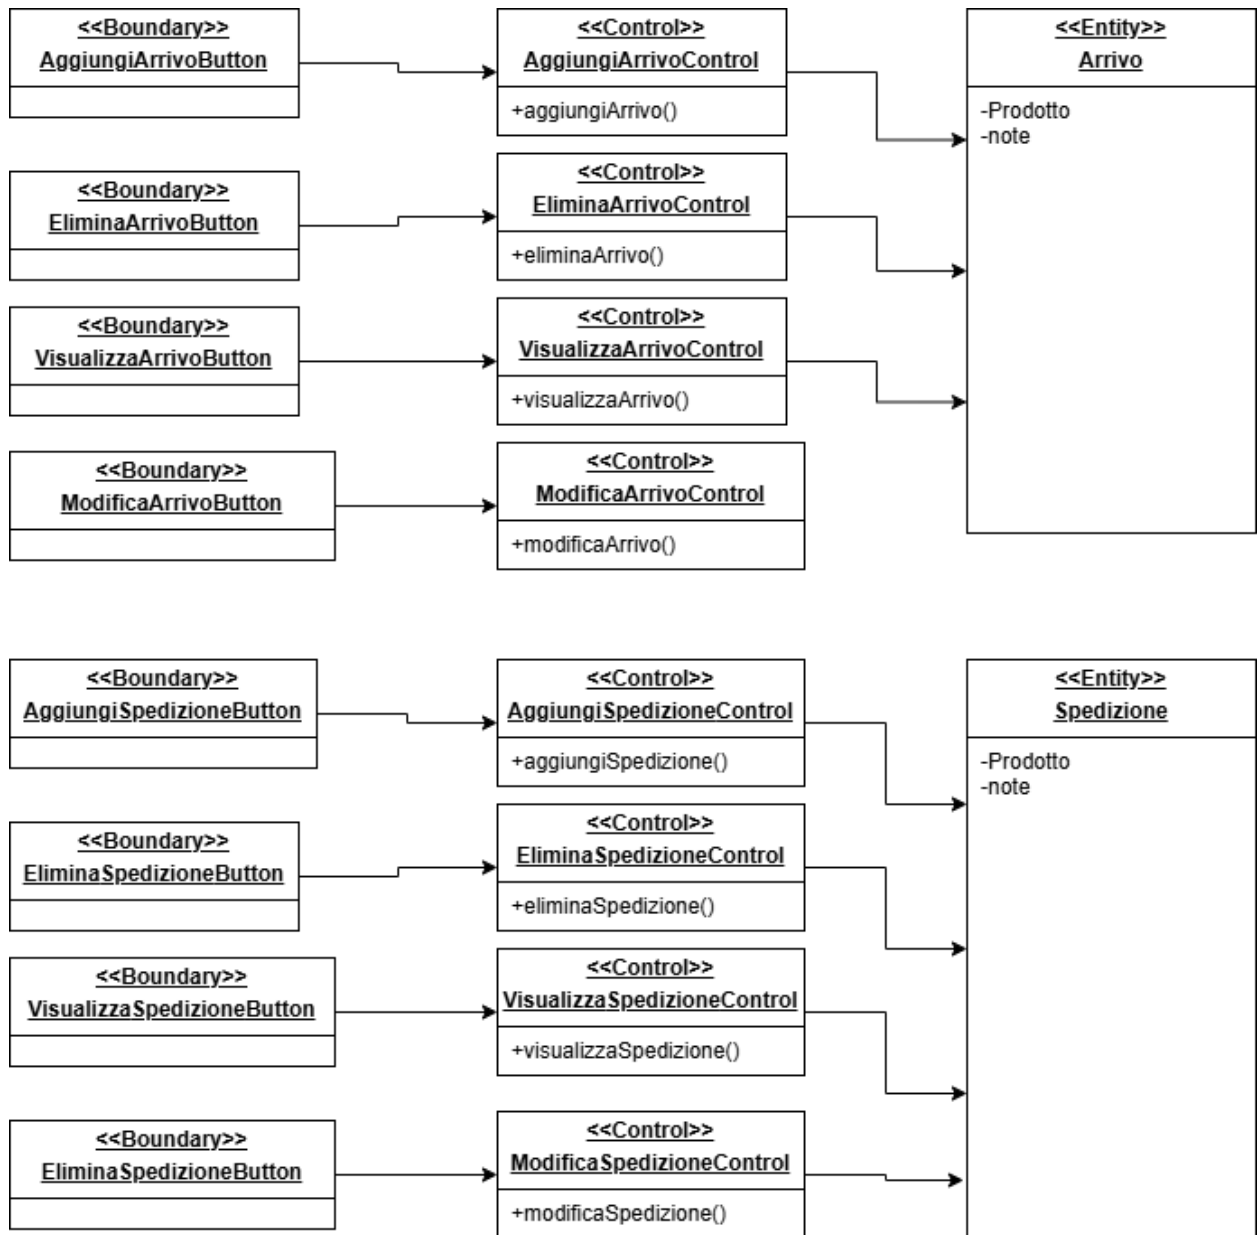 <<Boundary>>
AggiungiArrivoButton
<<Control>>
AggiungiArrivoControl
+aggiungiArrivo()
<<Entity>>
Arrivo
-Prodotto
-note
<<Boundary>>
EliminaArrivoButton
<<Control>>
EliminaArrivoControl
+eliminaArrivo()
<<Boundary>>
VisualizzaArrivoButton
<<Control>>
VisualizzaArrivoControl
+visualizzaArrivo()
<<Boundary>>
ModificaArrivoButton
<<Control>>
ModificaArrivoControl
+modificaArrivo()
<<Boundary>>
AggiungiSpedizioneButton
<<Control>>
AggiungiSpedizioneControl
+aggiungiSpedizione()
<<Entity>>
Spedizione
-Prodotto
-note
<<Boundary>>
EliminaSpedizioneButton
<<Control>>
EliminaSpedizioneControl
+eliminaSpedizione()
<<Boundary>>
VisualizzaSpedizioneButton
<<Control>>
VisualizzaSpedizioneControl
+visualizzaSpedizione()
<<Boundary>>
EliminaSpedizioneButton
<<Control>>
ModificaSpedizioneControl
+modificaSpedizione()